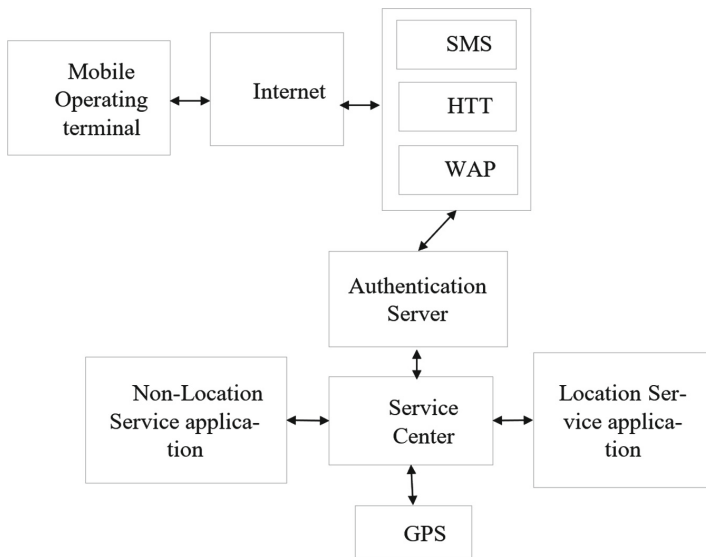 Mobile
Operating
terminal
Internet
SMS
HTT
WAP
Authentication
Server
Non-Location
Service applica-
tion
Service
Center
Location Ser-
vice applica-
tion
GPS